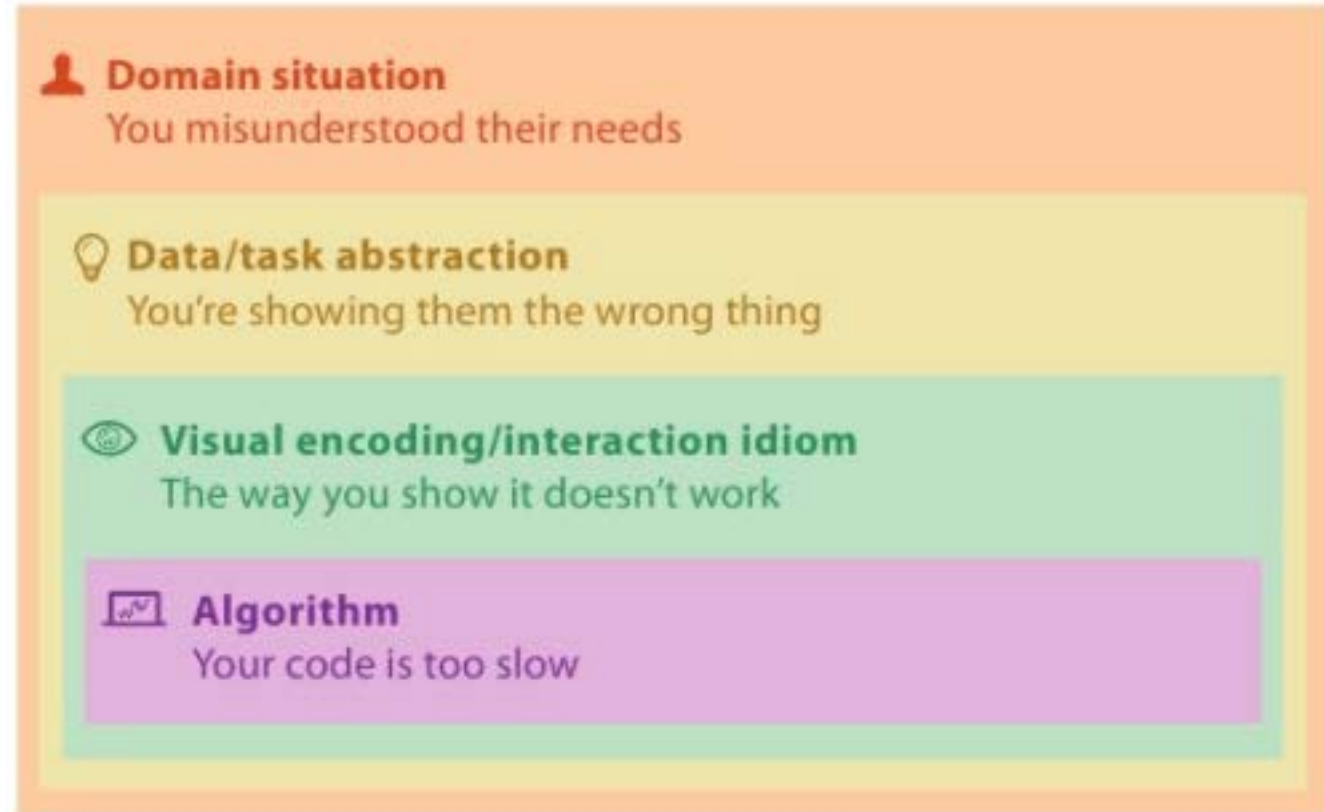 Domain situation
You misunderstood their needs
Data/task abstraction
You're showing them the wrong thing
Visual encoding/interaction idiom
The way you show it doesn't work
Algorithm
Your code is too slow